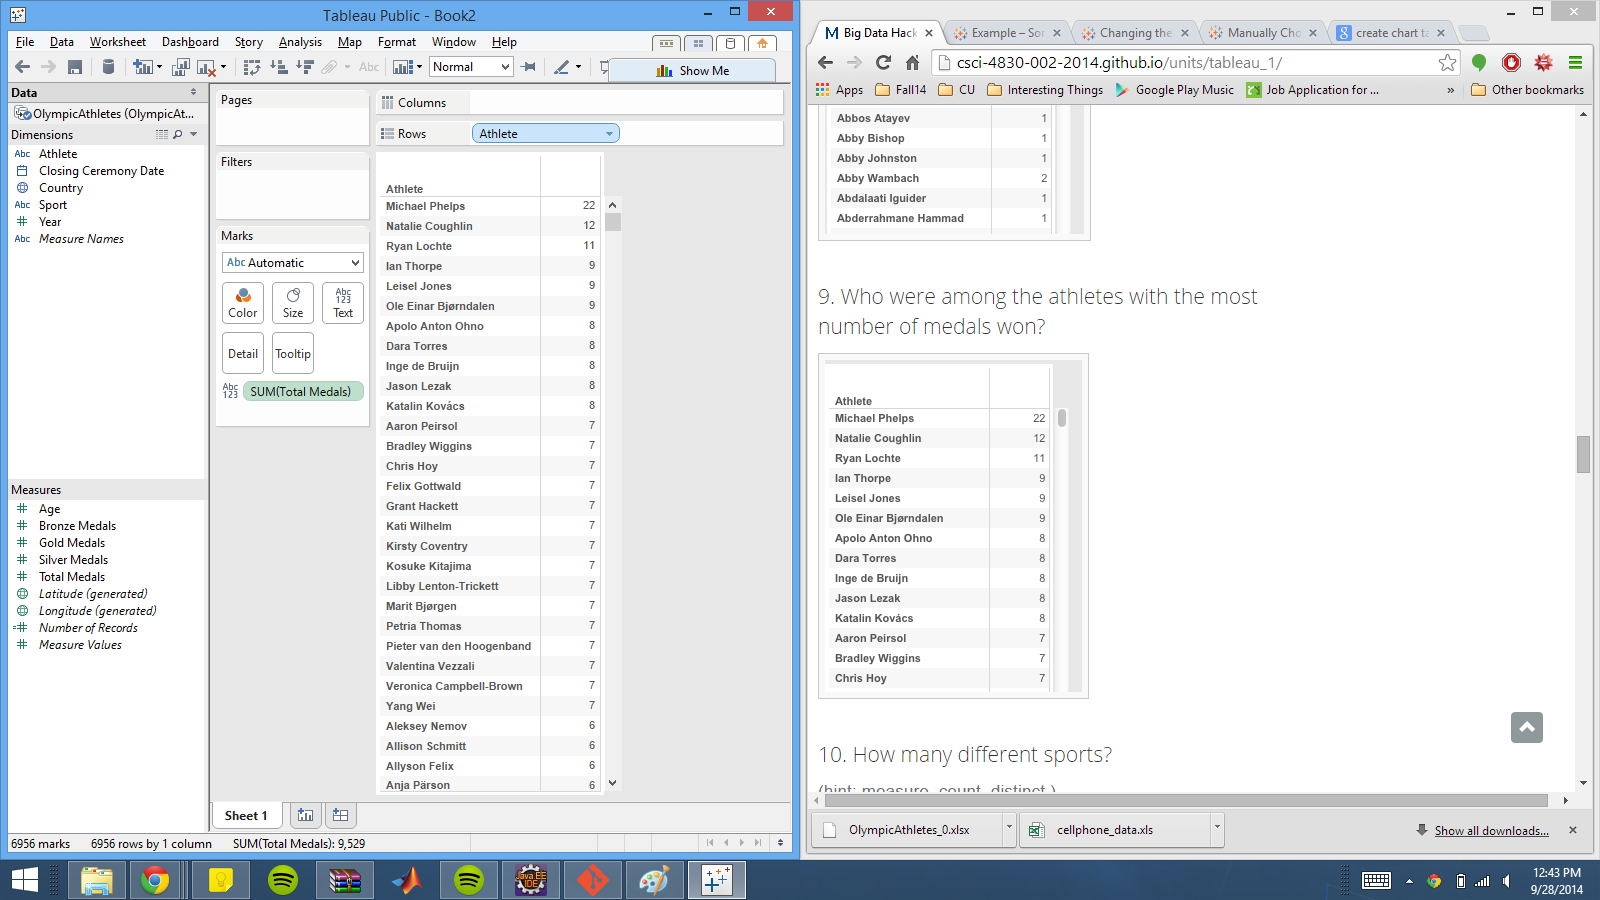 Tableau Public - Book2
File Data Worksheet Dashboard Story Analysis Map Format Window Help
Abc Normal Show Me
Data
OlympicAthletes (OlympicAt...
Dimensions
Abc Athlete
Closing Ceremony Date
Country
Abc Sport
Year
Abc Measure Names
Measures
Age
Bronze Medals
Gold Medals
Silver Medals
Total Medals
Latitude (generated)
Longitude (generated)
Number of Records
Measure Values
Pages
Filters
Marks
Abc Automatic
Color
Size
Abc
123
Text
Detail
Tooltip
Abc
123
SUM(Total Medals)
Columns
Rows Athlete
Athlete
Michael Phelps 22
Natalie Coughlin 12
Ryan Lochte 11
Ian Thorpe 9
Leisel Jones 9
Ole Einar Bjørndalen 9
Apolo Anton Ohno 8
Dara Torres 8
Inge de Bruijn 8
Jason Lezak 8
Katalin Kovács 8
Aaron Peirsol 7
Bradley Wiggins 7
Chris Hoy 7
Felix Gottwald 7
Grant Hackett 7
Kati Wilhelm 7
Kirsty Coventry 7
Kosuke Kitajima 7
Libby Lenton-Trickett 7
Marit Bjørgen 7
Petria Thomas 7
Pieter van den Hoogenband 7
Valentina Vezzali 7
Veronica Campbell-Brown 7
Yang Wei 7
Aleksey Nemov 6
Allison Schmitt 6
Allyson Felix 6
Anja Pärson 6
Sheet 1
6956 marks 6956 rows by 1 column SUM(Total Medals): 9,529
Big Data Hack Example – Sor Changing the Manually Cho create chart ta
csci-4830-002-2014.github.io/units/tableau_1/
Apps Fall14 CU Interesting Things Google Play Music Job Application for ... » Other bookmarks
Abbos Atayev 1
Abby Bishop 1
Abby Johnston 1
Abby Wambach 2
Abdalaati Iguider 1
Abderrahmane Hammad 1
9. Who were among the athletes with the most
number of medals won?
Athlete
Michael Phelps 22
Natalie Coughlin 12
Ryan Lochte 11
Ian Thorpe 9
Leisel Jones 9
Ole Einar Bjørndalen 9
Apolo Anton Ohno 8
Dara Torres 8
Inge de Bruijn 8
Jason Lezak 8
Katalin Kovács 8
Aaron Peirsol 7
Bradley Wiggins 7
Chris Hoy 7
10. How many different sports?
(hint: measure, count, distinct )
OlympicAthletes_0.xlsx cellphone_data.xls Show all downloads...
Java EE
IDE
12:43 PM
9/28/2014